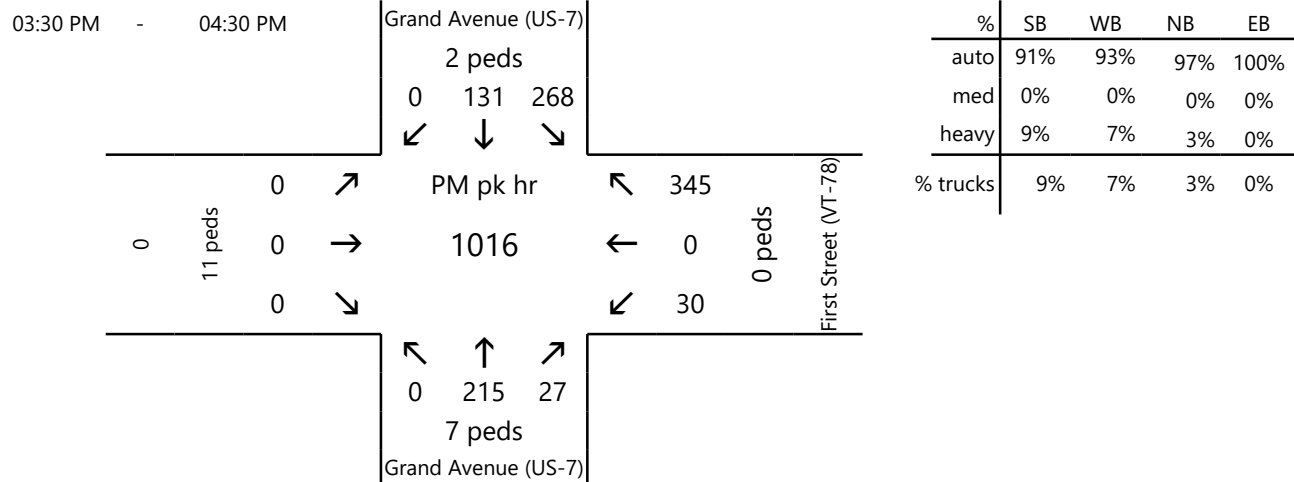 03:30 PM - 04:30 PM
Grand Avenue (US-7)
2 peds
0 131 268
↙ ↓ ↘
0 ↗ PM pk hr ↖ 345
0 11 peds 0 → 1016 ← 0 0 peds First Street (VT-78)
0 ↘ ↙ 30
↖ ↑ ↗
0 215 27
7 peds
Grand Avenue (US-7)
% SB WB NB EB
auto 91% 93% 97% 100%
med 0% 0% 0% 0%
heavy 9% 7% 3% 0%
% trucks 9% 7% 3% 0%